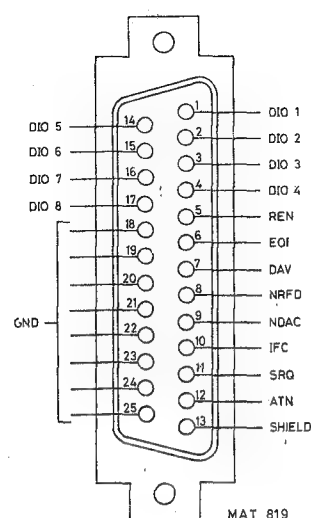 1 DIO 1
DIO 5 14
2 DIO 2
DIO 6 15
3 DIO 3
DIO 7 16
4 DIO 4
DIO 8 17
5 REN
18
6 EOI
19
7 DAV
20
8 NRFD
21
GND
9 NDAC
22
10 IFC
23
11 SRQ
24
12 ATN
25
13 SHIELD
MAT 819